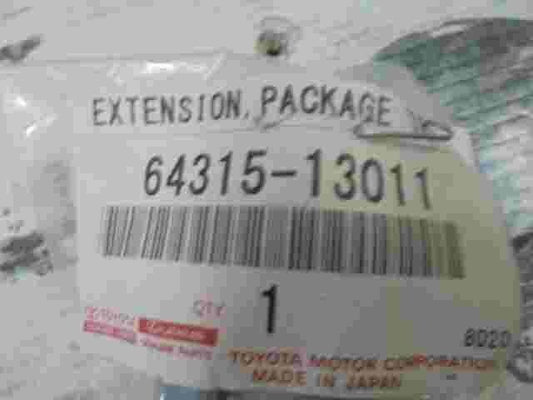 EXTENSION, PACKAGE
64315-13011
QTY 1
8020
TOYOTA MOTOR CORPORATION
MADE IN JAPAN